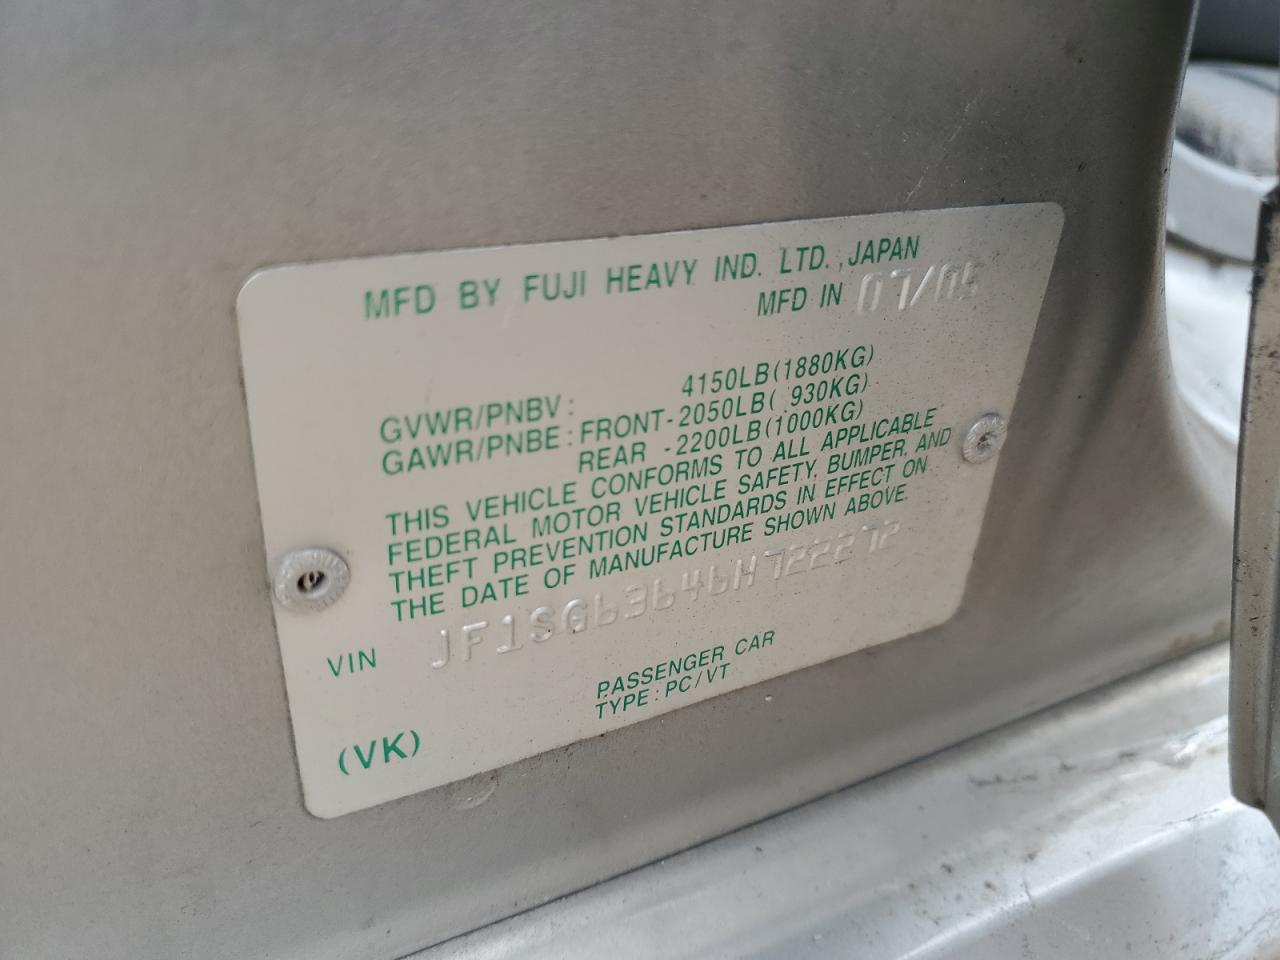 MFD BY FUJI HEAVY IND. LTD. ,JAPAN
MFD IN 07/05
GVWR/PNBV: 4150LB(1880KG)
GAWR/PNBE: FRONT-2050LB( 930KG)
REAR -2200LB(1000KG)
THIS VEHICLE CONFORMS TO ALL APPLICABLE
FEDERAL MOTOR VEHICLE SAFETY, BUMPER, AND
THEFT PREVENTION STANDARDS IN EFFECT ON
THE DATE OF MANUFACTURE SHOWN ABOVE.
VIN JF1SG63646H722272
PASSENGER CAR
TYPE: PC/VT
(VK)